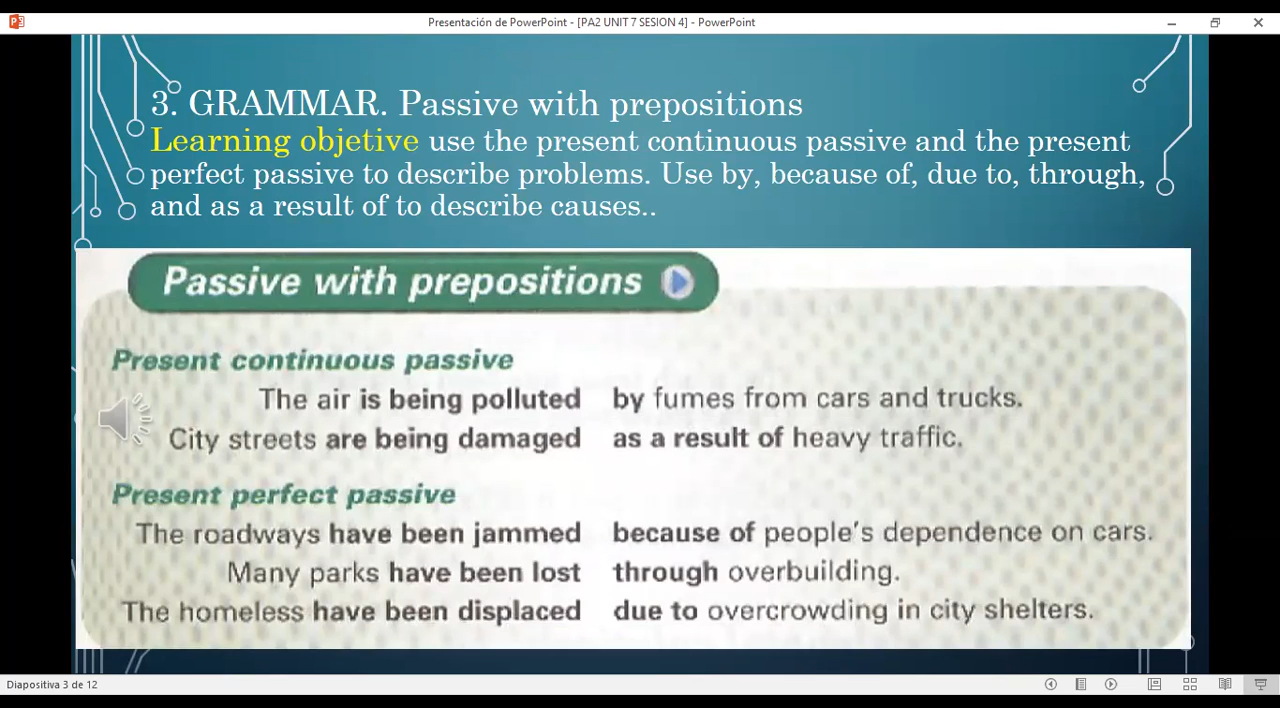 Presentación de PowerPoint - [PA2 UNIT 7 SESION 4] - PowerPoint
3. GRAMMAR. Passive with prepositions
Learning objetive use the present continuous passive and the present
perfect passive to describe problems. Use by, because of, due to, through,
and as a result of to describe causes..
Passive with prepositions
Present continuous passive
The air is being polluted by fumes from cars and trucks.
City streets are being damaged as a result of heavy traffic.
Present perfect passive
The roadways have been jammed because of people's dependence on cars.
Many parks have been lost through overbuilding.
The homeless have been displaced due to overcrowding in city shelters.
Diapositiva 3 de 12